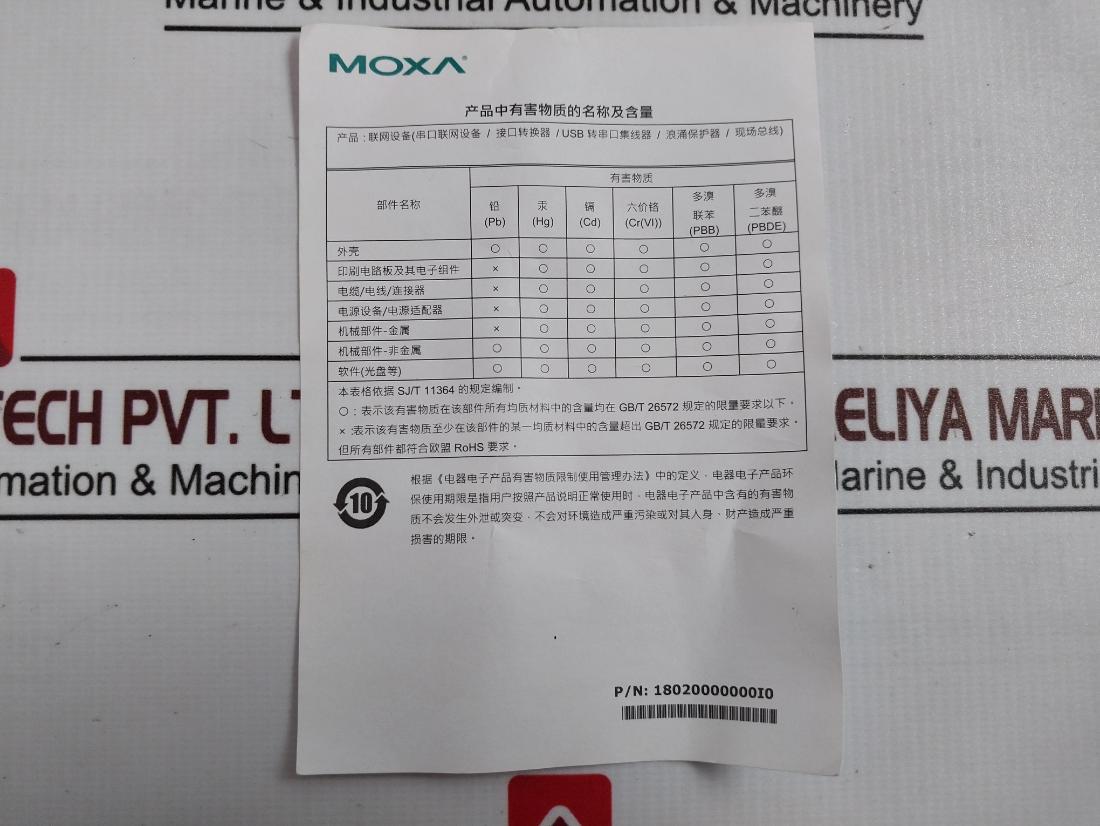 Marine & Industrial Automation & Machinery
MOXA
产品中有害物质的名称及含量
产品:联网设备(串口联网设备 / 接口转换器 / USB 转串口集线器 / 浪涌保护器 / 现场总线)
部件名称 有害物质
铅 (Pb) 汞 (Hg) 镉 (Cd) 六价铬 (Cr(VI)) 多溴联苯 (PBB) 多溴二苯醚 (PBDE)
外壳 ○ ○ ○ ○ ○ ○
印刷电路板及其电子组件 × ○ ○ ○ ○ ○
电缆/电线/连接器 × ○ ○ ○ ○ ○
电源设备/电源适配器 × ○ ○ ○ ○ ○
机械部件-金属 × ○ ○ ○ ○ ○
机械部件-非金属 ○ ○ ○ ○ ○ ○
软件(光盘等) ○ ○ ○ ○ ○ ○
本表格依据 SJ/T 11364 的规定编制。
○:表示该有害物质在该部件所有均质材料中的含量均在 GB/T 26572 规定的限量要求以下。
×:表示该有害物质至少在该部件的某一均质材料中的含量超出 GB/T 26572 规定的限量要求。
但所有部件都符合欧盟 RoHS 要求。
10
根据《电器电子产品有害物质限制使用管理办法》中的定义,电器电子产品环
保使用期限是指用户按照产品说明正常使用时,电器电子产品中含有的有害物
质不会发生外泄或突变,不会对环境造成严重污染或对其人身、财产造成严重
损害的期限。
P/N: 18020000000I0
TECH PVT. LT
mation & Machin
ELIYA MARI
Marine & Industri